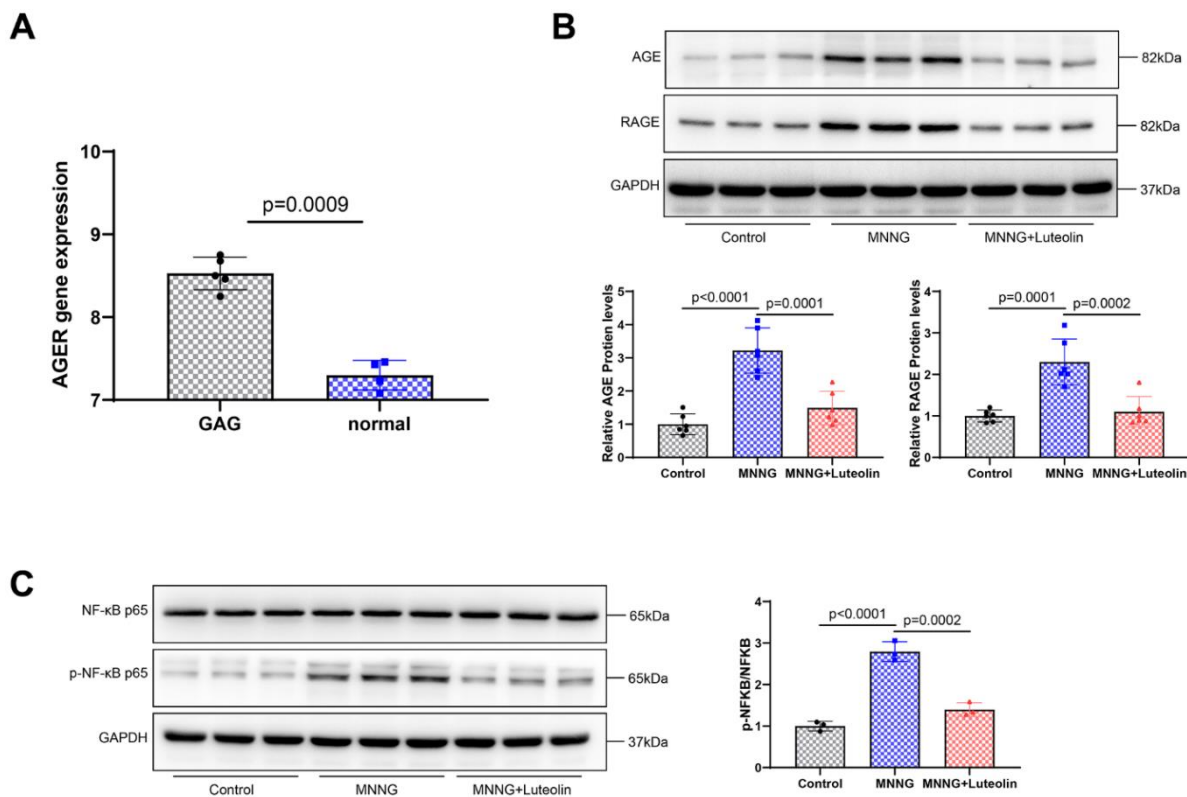 A
AGER gene expression
10
9
8
7
p=0.0009
GAG
normal
B
AGE
82kDa
RAGE
82kDa
GAPDH
37kDa
Control
MNNG
MNNG+Luteolin
Relative AGE Protien levels
5
4
3
2
1
0
p<0.0001
p=0.0001
Control
MNNG
MNNG+Luteolin
Relative RAGE Protien levels
4
3
2
1
0
p=0.0001
p=0.0002
Control
MNNG
MNNG+Luteolin
C
NF-κB p65
65kDa
p-NF-κB p65
65kDa
GAPDH
37kDa
Control
MNNG
MNNG+Luteolin
p-NFKB/NFKB
4
3
2
1
0
p<0.0001
p=0.0002
Control
MNNG
MNNG+Luteolin